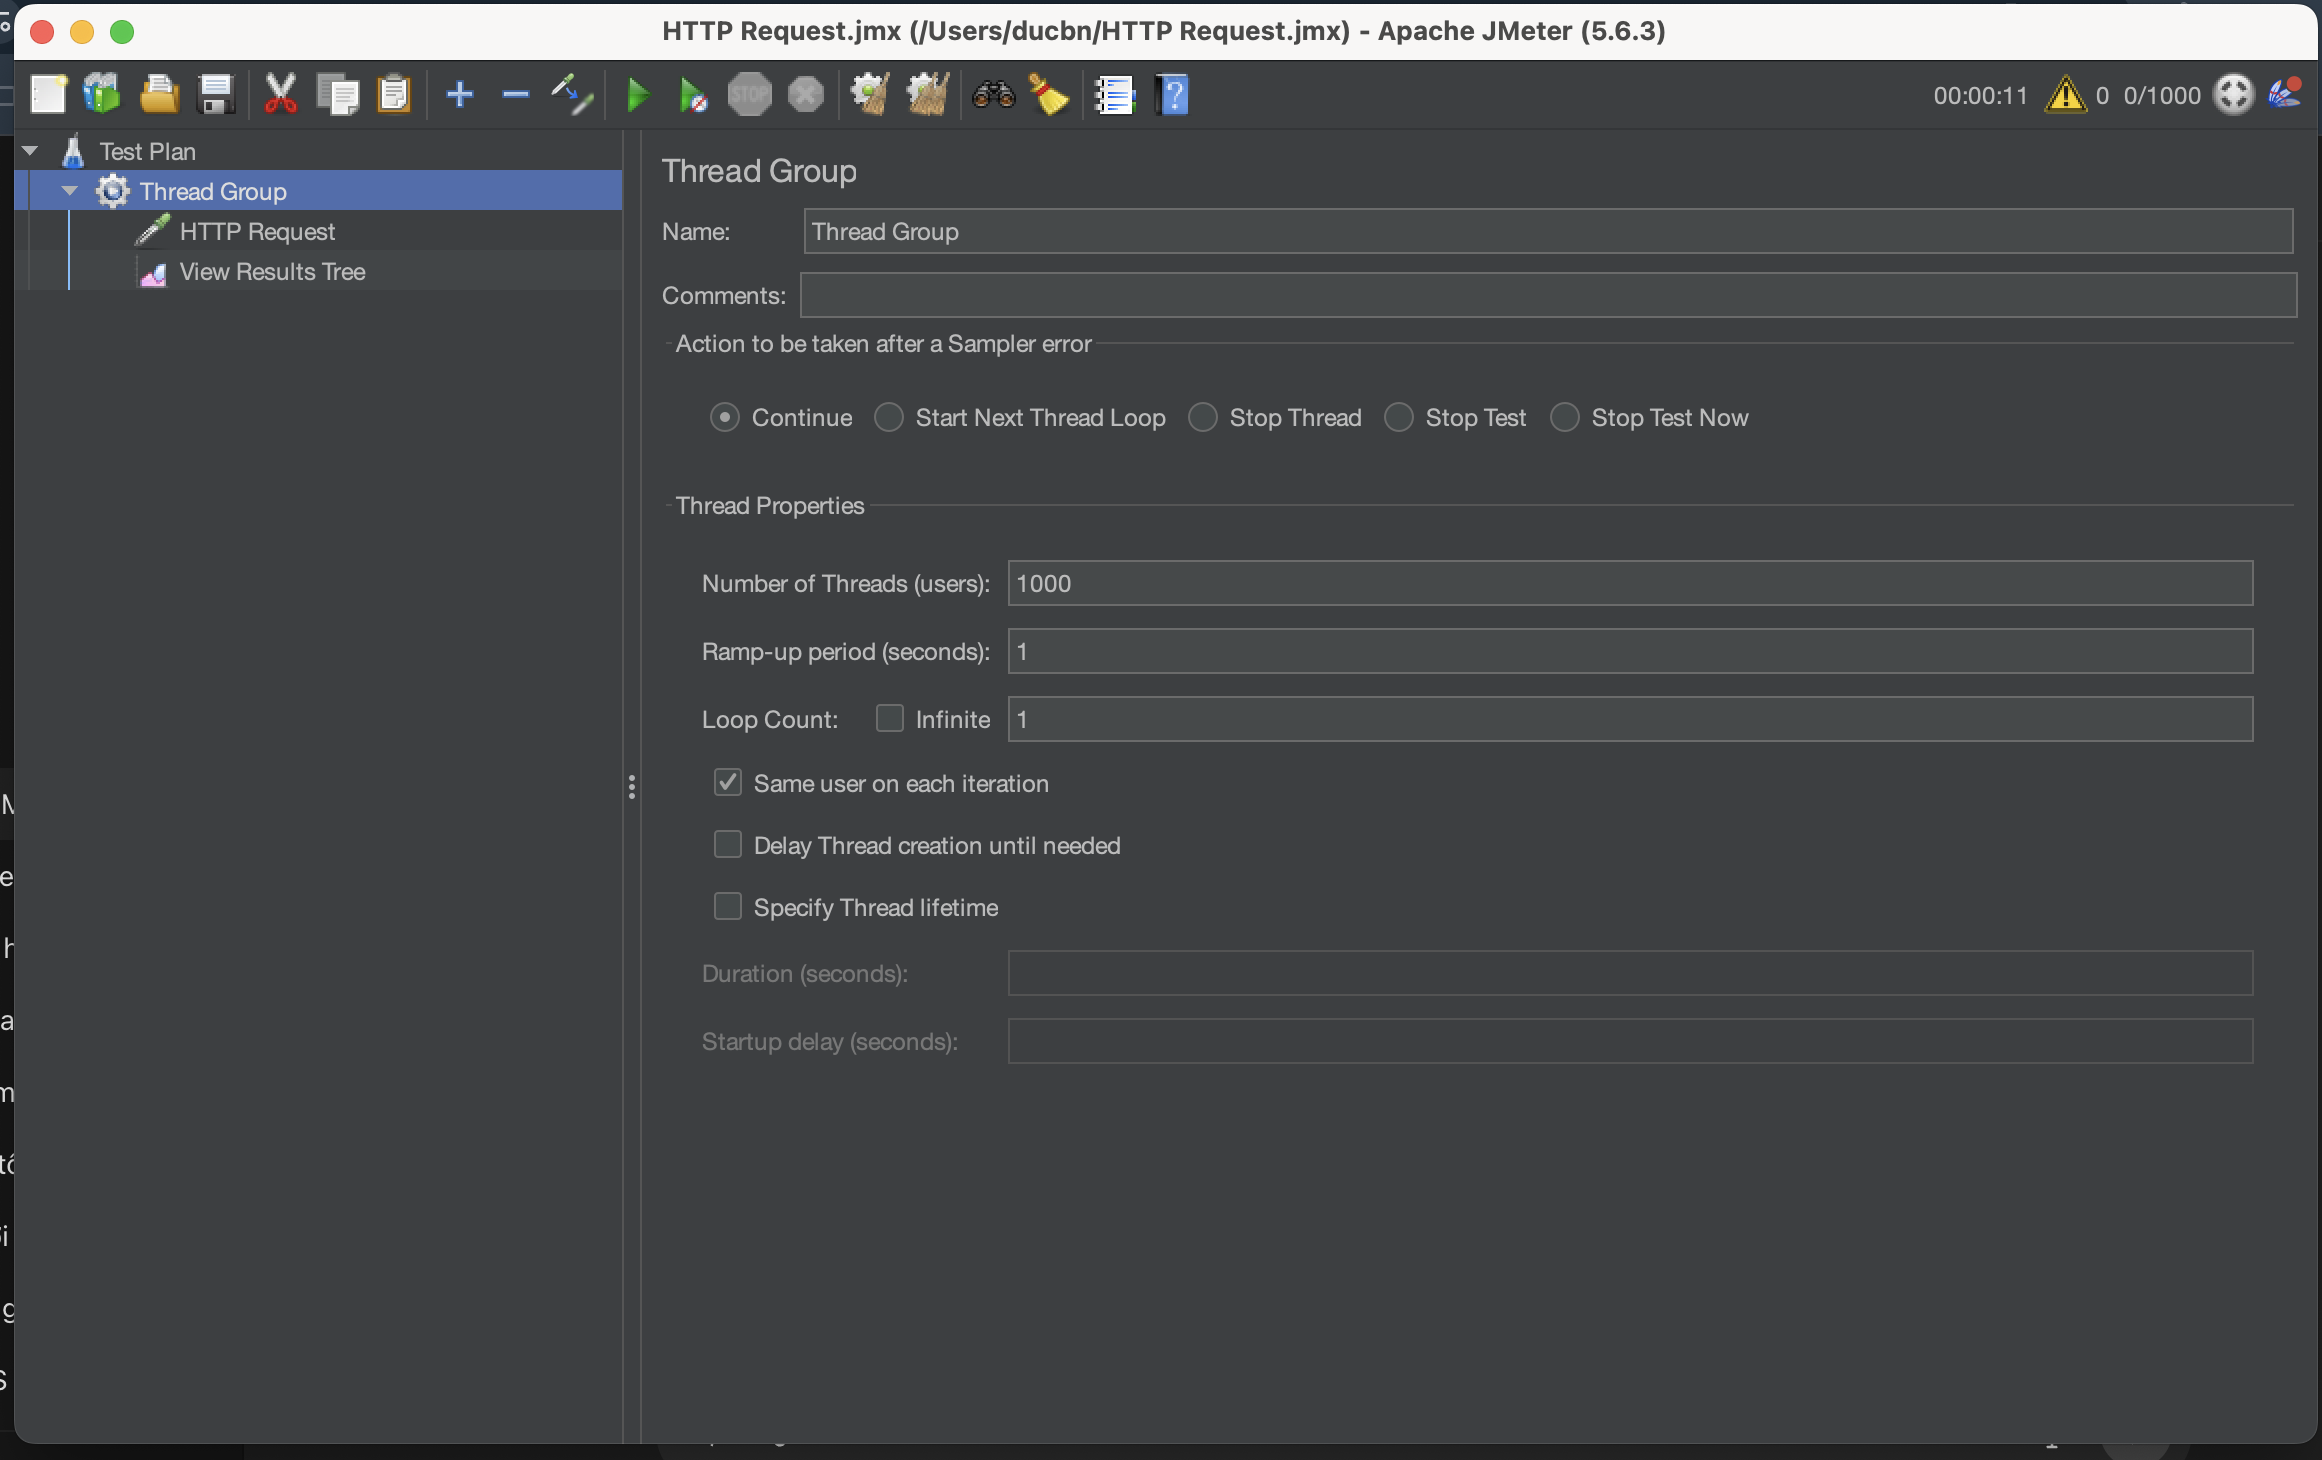 HTTP Request.jmx (/Users/ducbn/HTTP Request.jmx) - Apache JMeter (5.6.3)
STOP
?
00:00:11
0
0/1000
Test Plan
Thread Group
HTTP Request
View Results Tree
Thread Group
Name: Thread Group
Comments:
Action to be taken after a Sampler error
Continue Start Next Thread Loop Stop Thread Stop Test Stop Test Now
Thread Properties
Number of Threads (users): 1000
Ramp-up period (seconds): 1
Loop Count: Infinite 1
Same user on each iteration
Delay Thread creation until needed
Specify Thread lifetime
Duration (seconds):
Startup delay (seconds):